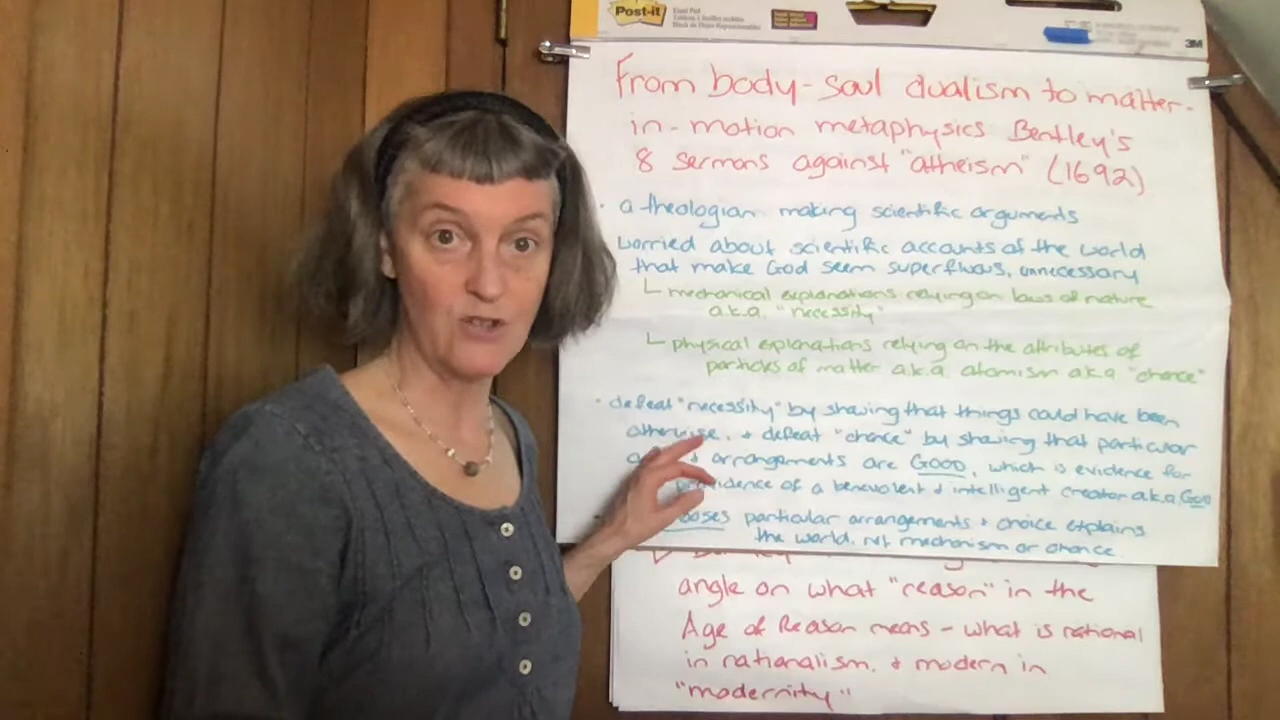 Post-it
From body-soul dualism to matter-
in-motion metaphysics Bentley's
8 sermons against "atheism" (1692)
3M
• a theologian making scientific arguments
worried about scientific accounts of the world
that make God seem superfluous, unnecessary
mechanical explanations relying on laws of nature
a.k.a. "necessity"
physical explanations relying on the attributes of
particles of matter a.k.a. atomism a.k.a "chance"
• defeat "necessity" by showing that things could have been
otherwise, + defeat "chance" by showing that particular
+ arrangements are GOOD, which is evidence for
providence of a benevolent + intelligent creator a.k.a. God
particular arrangements + choice explains
the world, not mechanism or chance.
angle on what "reason" in the
Age of Reason means - what is rational
in rationalism, + modern in
"modernity"